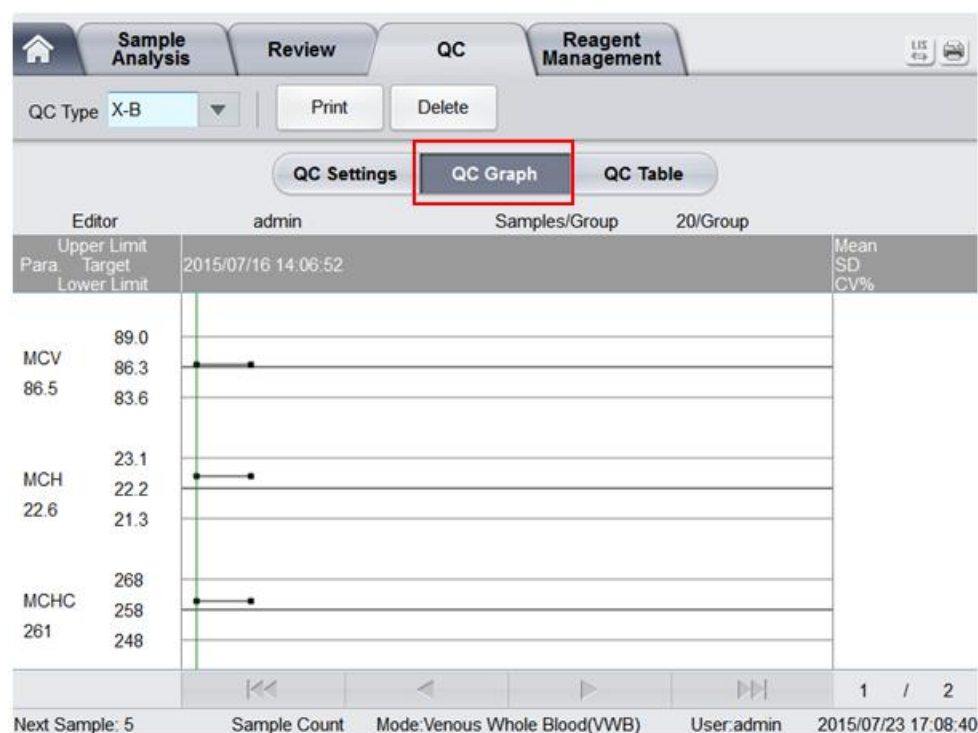 Sample Analysis Review QC Reagent Management LIS
QC Type X-B Print Delete
QC Settings QC Graph QC Table
Editor admin Samples/Group 20/Group
Upper Limit Mean
Para. Target 2015/07/16 14:06:52 SD
Lower Limit CV%
89.0
MCV 86.3
86.5 83.6
23.1
MCH 22.2
22.6 21.3
268
MCHC 258
261 248
1 / 2
Next Sample: 5 Sample Count Mode:Venous Whole Blood(VWB) User:admin 2015/07/23 17:08:40